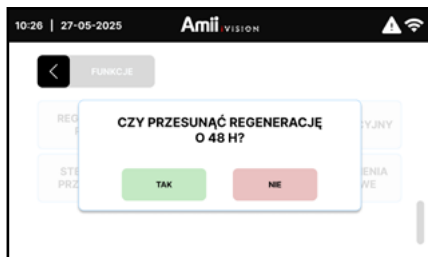 10:26 | 27-05-2025 Amii.VISION
FUNKCJE
CZY PRZESUNĄĆ REGENERACJĘ
O 48 H?
TAK NIE